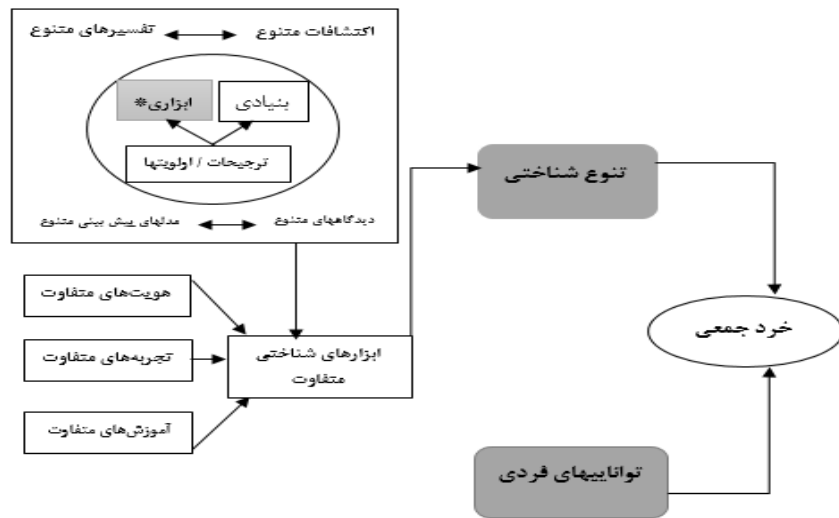 اکتشافات متنوع
تفسیرهای متنوع
بنیادی
ابزاری*
ترجیحات / اولویتها
دیدگاههای متنوع
مدلهای پیش بینی متنوع
تنوع شناختی
هویت‌های متفاوت
تجربه‌های متفاوت
آموزش‌های متفاوت
ابزارهای شناختی
متفاوت
خرد جمعی
تواناییهای فردی